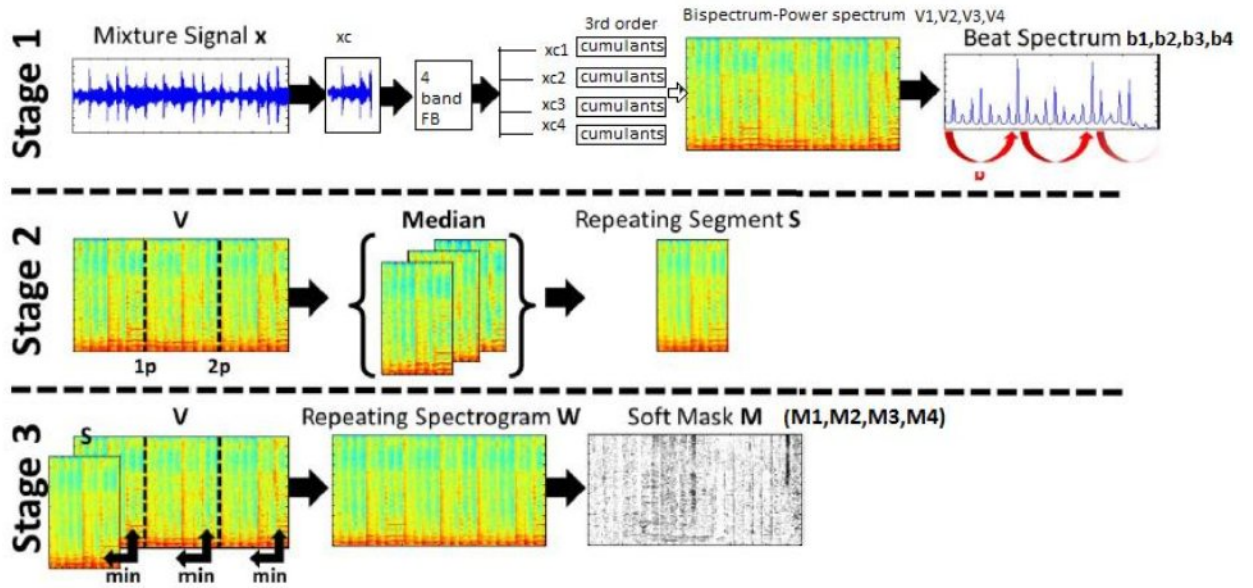 Stage 1
Mixture Signal x
xc
4
band
FB
xc1
xc2
xc3
xc4
3rd order
cumulants
cumulants
cumulants
cumulants
Bispectrum-Power spectrum V1,V2,V3,V4
Beat Spectrum b1,b2,b3,b4
Stage 2
V
1p
2p
Median
Repeating Segment S
Stage 3
S
V
min
min
min
Repeating Spectrogram W
Soft Mask M (M1,M2,M3,M4)